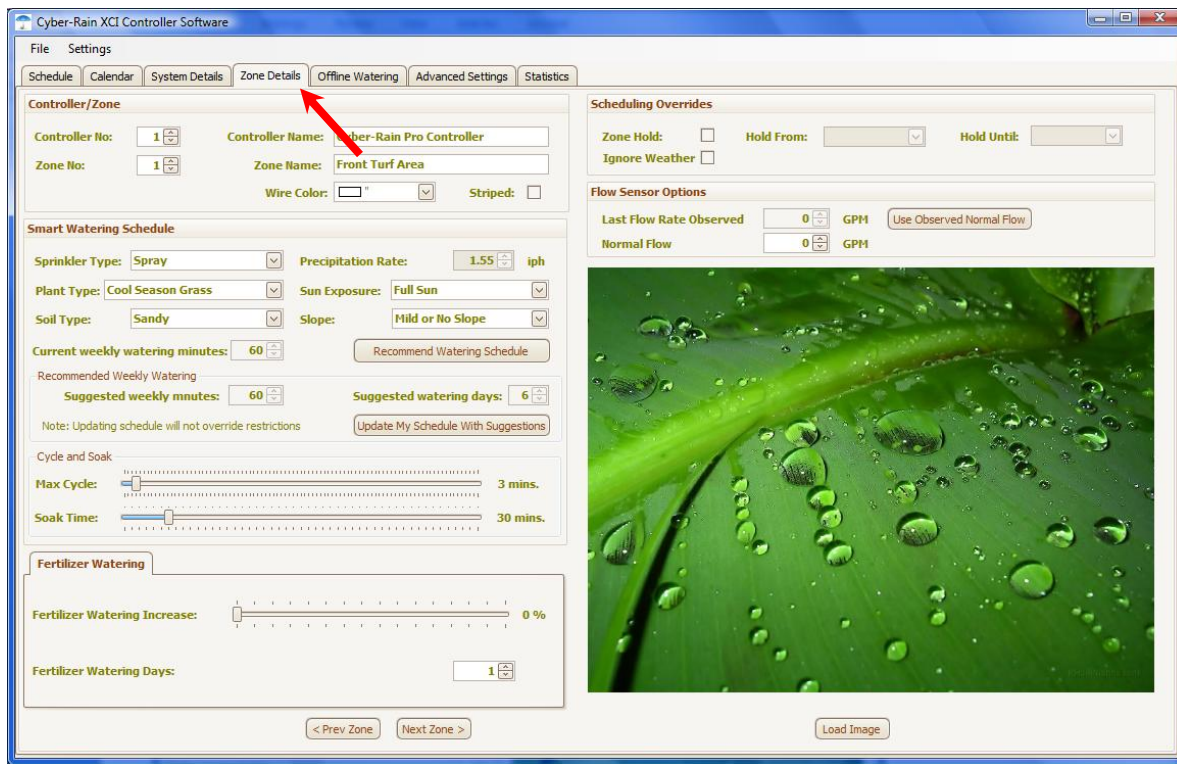 Cyber-Rain XCI Controller Software
File Settings
Schedule Calendar System Details Zone Details Offline Watering Advanced Settings Statistics
Controller/Zone
Controller No: 1 Controller Name: Cyber-Rain Pro Controller
Zone No: 1 Zone Name: Front Turf Area
Wire Color: " Striped:
Smart Watering Schedule
Sprinkler Type: Spray Precipitation Rate: 1.55 iph
Plant Type: Cool Season Grass Sun Exposure: Full Sun
Soil Type: Sandy Slope: Mild or No Slope
Current weekly watering minutes: 60 Recommend Watering Schedule
Recommended Weekly Watering
Suggested weekly mnutes: 60 Suggested watering days: 6
Note: Updating schedule will not override restrictions Update My Schedule With Suggestions
Cycle and Soak
Max Cycle: 3 mins.
Soak Time: 30 mins.
Fertilizer Watering
Fertilizer Watering Increase: 0 %
Fertilizer Watering Days: 1
< Prev Zone Next Zone >
Scheduling Overrides
Zone Hold: Hold From: Hold Until:
Ignore Weather
Flow Sensor Options
Last Flow Rate Observed 0 GPM Use Observed Normal Flow
Normal Flow 0 GPM
Load Image